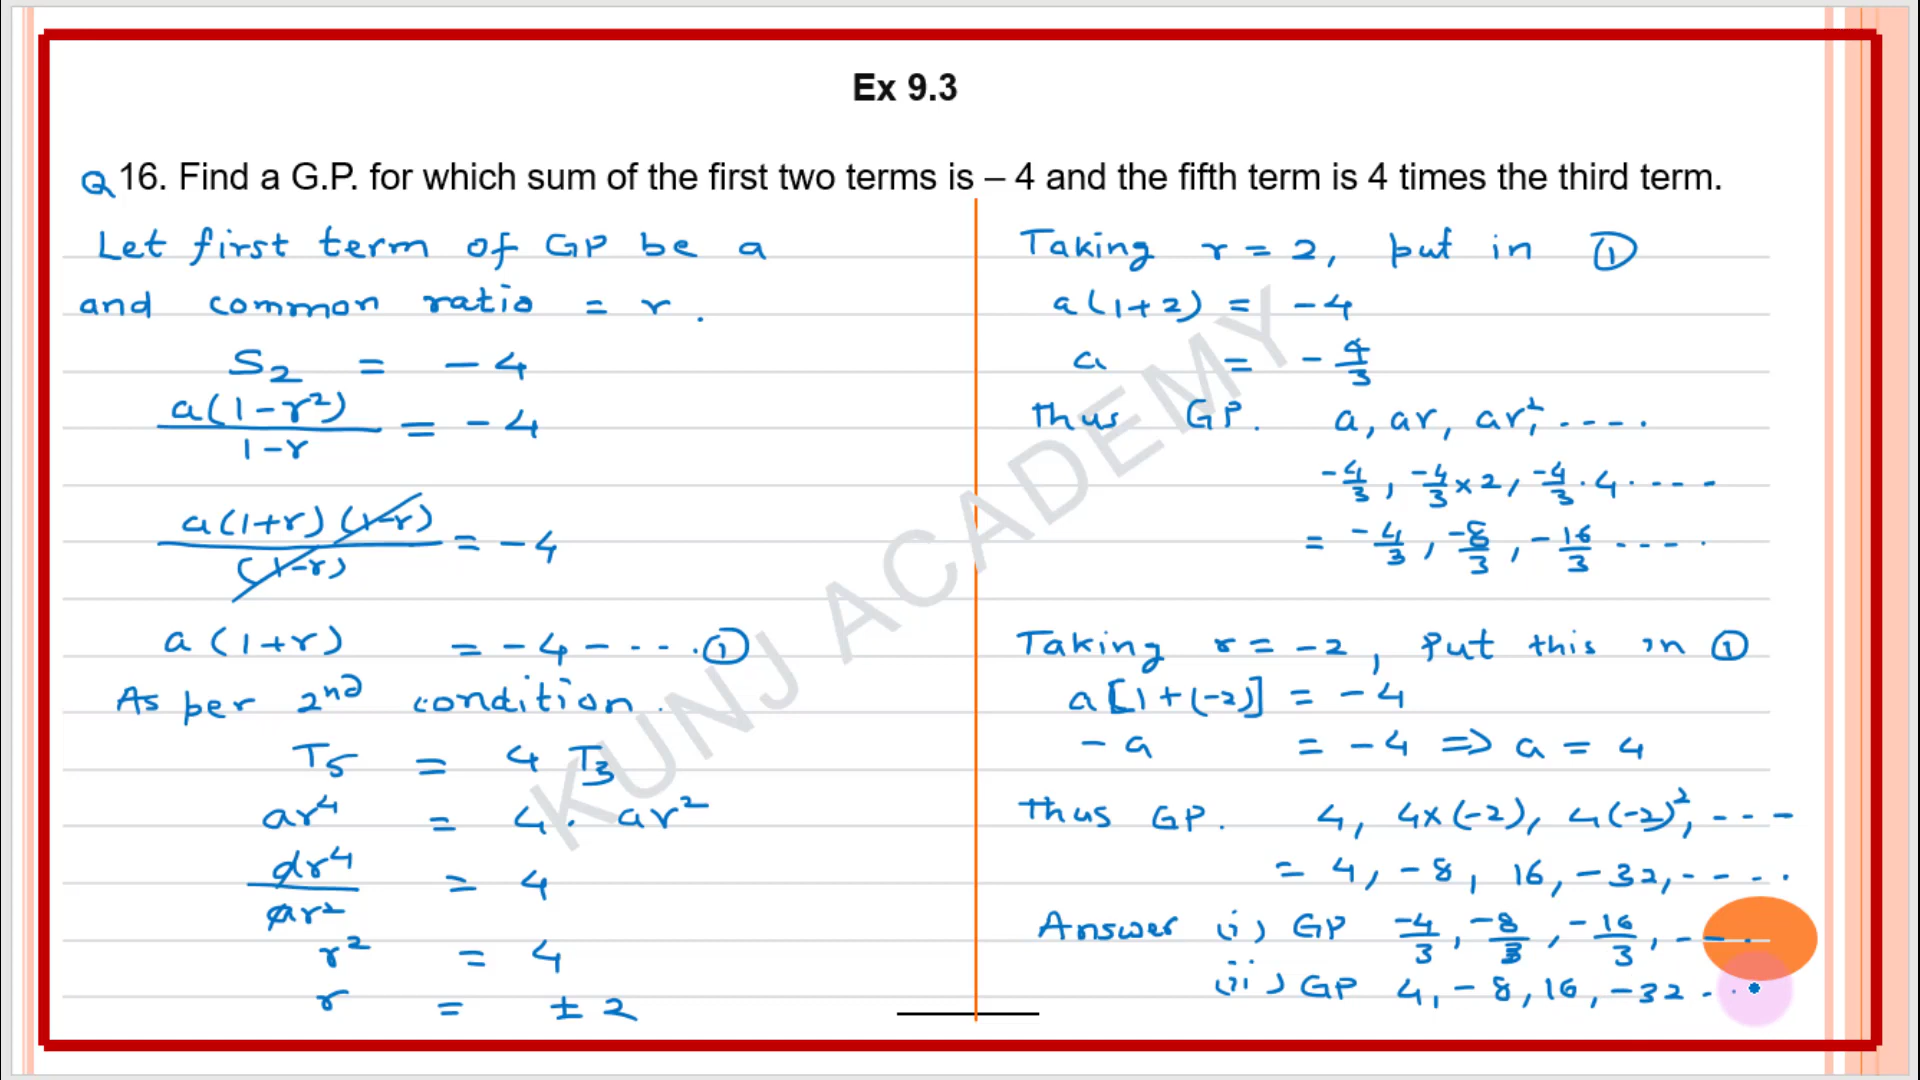 Ex 9.3
Q 16. Find a G.P. for which sum of the first two terms is – 4 and the fifth term is 4 times the third term.
Let first term of GP be a
and common ratio = r.
S₂ = -4
a(1-r²)/1-r = -4
a(1+r)(1-r)/(1-r) = -4
a(1+r) = -4 - - - - ①
As per 2nd condition.
T₅ = 4 T₃
ar⁴ = 4. ar²
ar⁴/ar² = 4
r² = 4
r = ± 2
Taking r = 2, put in ①
a(1+2) = -4
a = -4/3
Thus GP. a, ar, ar², - - - -.
-4/3, -4/3 × 2, -4/3 . 4 . - - - -
= -4/3, -8/3, -16/3 - - - - .
Taking r = -2, Put this in ①
a[1+(-2)] = -4
-a = -4 => a = 4
Thus GP. 4, 4×(-2), 4(-2)², - - - -
= 4, -8, 16, -32, - - - - .
Answer (i) GP -4/3, -8/3, -16/3, - - - .
(ii) GP 4, -8, 16, -32 - . .
KUNJ ACADEMY